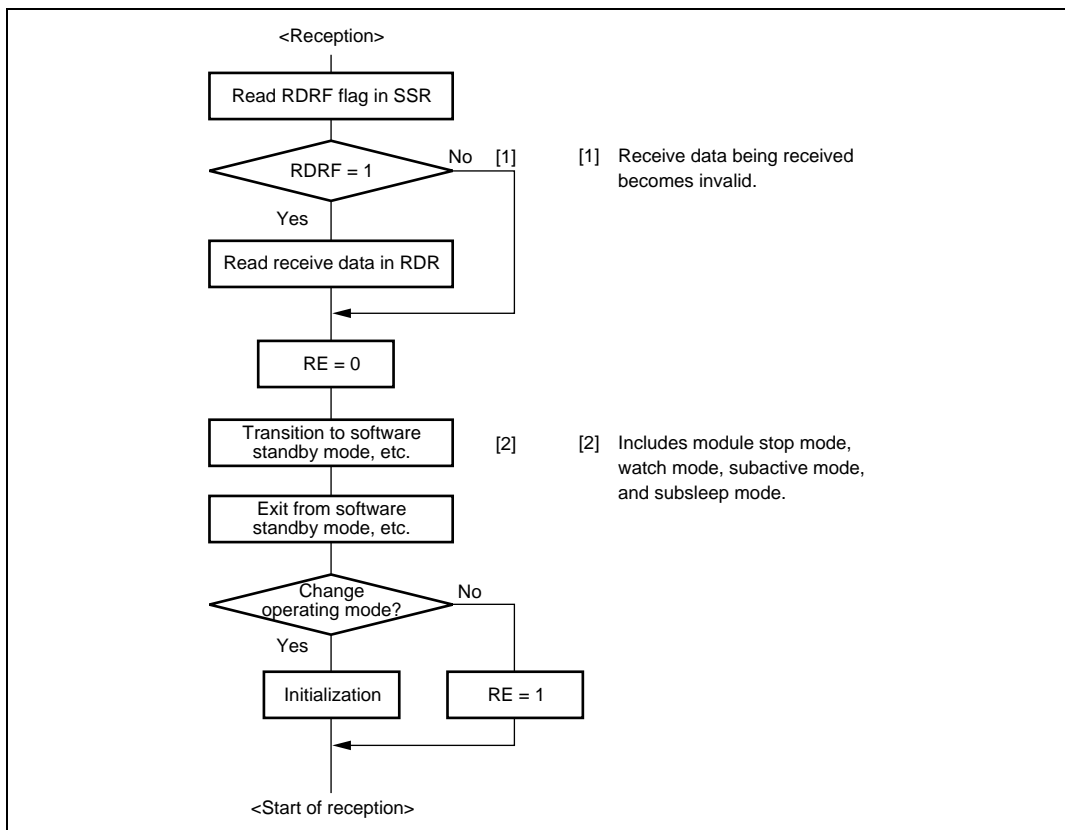 <Reception>
Read RDRF flag in SSR
RDRF = 1
No [1]
[1] Receive data being received
becomes invalid.
Yes
Read receive data in RDR
RE = 0
Transition to software
standby mode, etc.
[2]
[2] Includes module stop mode,
watch mode, subactive mode,
and subsleep mode.
Exit from software
standby mode, etc.
Change
operating mode?
No
Yes
Initialization
RE = 1
<Start of reception>